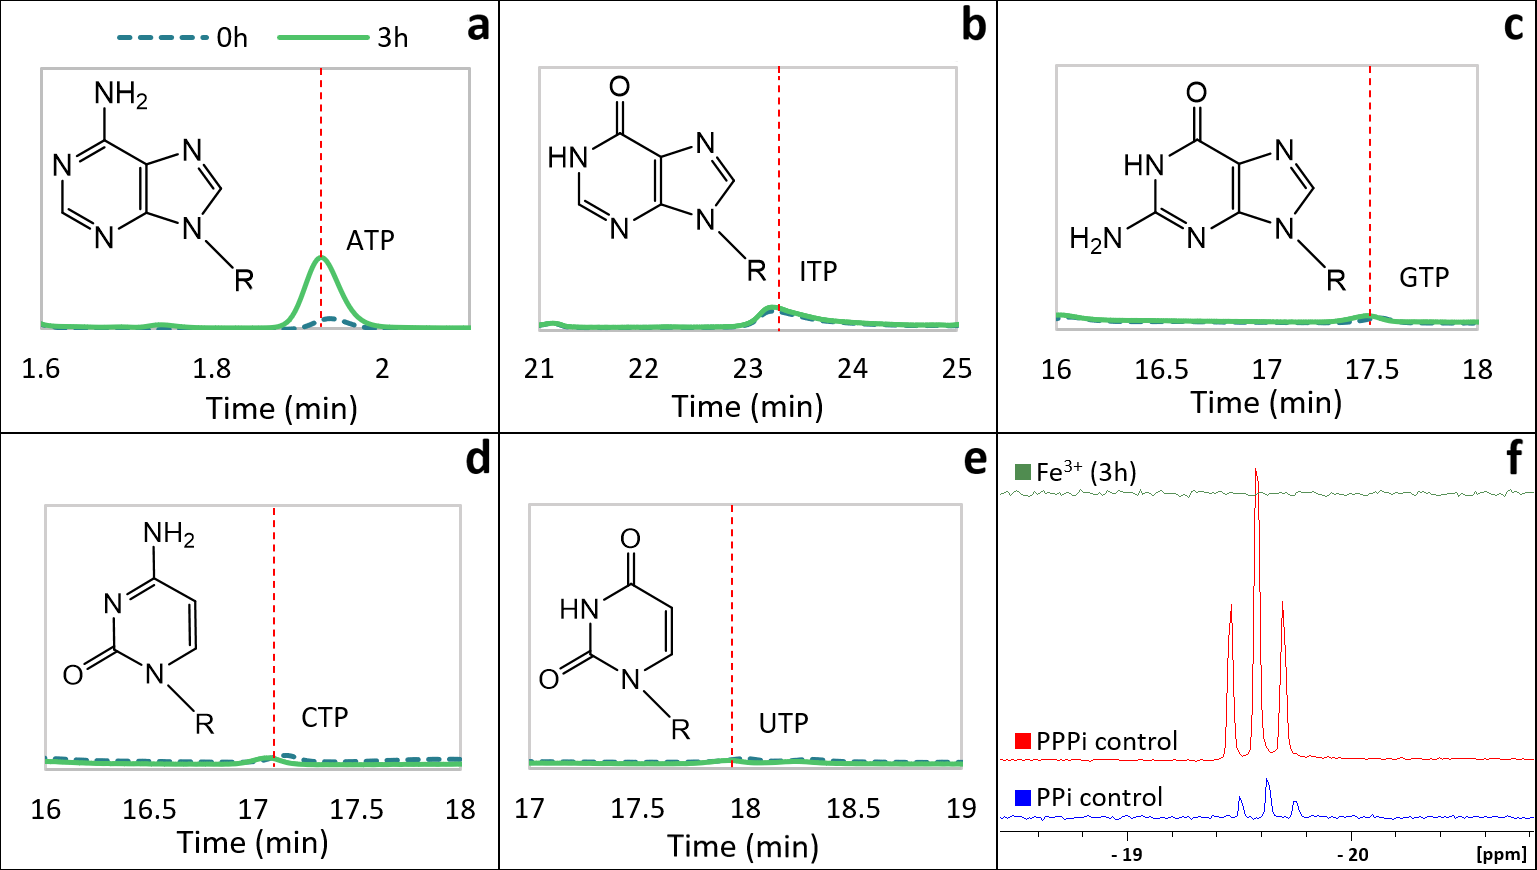 0h 3h a
NH₂
N
N
N
N
R
ATP
1.6 1.8 2
Time (min)
b
O
HN
N
N
N
R
ITP
21 22 23 24 25
Time (min)
c
O
HN
N
H₂N
N
N
R
GTP
16 16.5 17 17.5 18
Time (min)
d
NH₂
N
O
N
R
CTP
16 16.5 17 17.5 18
Time (min)
e
O
HN
O
N
R
UTP
17 17.5 18 18.5 19
Time (min)
f
Fe³⁺ (3h)
PPPi control
PPi control
- 19 - 20 [ppm]